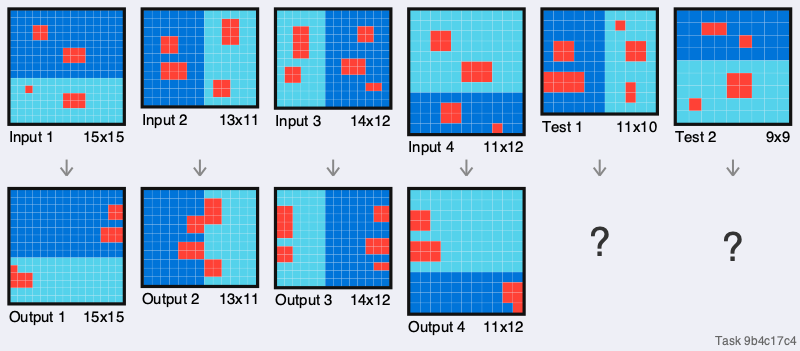 Input 1 15x15
Input 2 13x11
Input 3 14x12
Input 4 11x12
Test 1 11x10
Test 2 9x9
?
?
Output 1 15x15
Output 2 13x11
Output 3 14x12
Output 4 11x12
Task 9b4c17c4